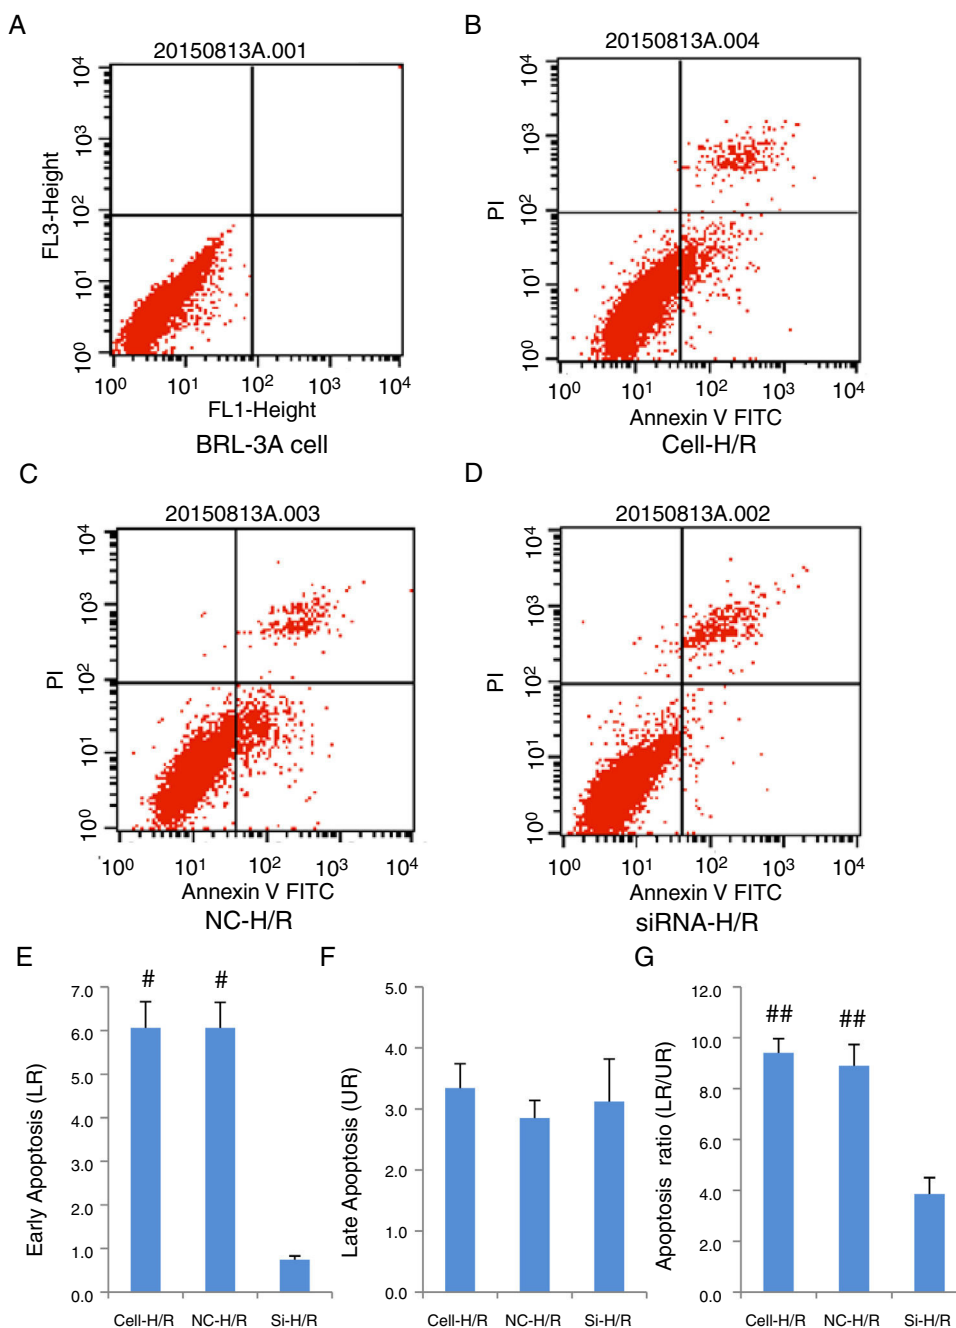 A
20150813A.001
FL3-Height
10⁴
10³
10²
10¹
10⁰
10⁰ 10¹ 10² 10³ 10⁴
FL1-Height
BRL-3A cell
B
20150813A.004
PI
10⁴
10³
10²
10¹
10⁰
10⁰ 10¹ 10² 10³ 10⁴
Annexin V FITC
Cell-H/R
C
20150813A.003
PI
10⁴
10³
10²
10¹
10⁰
10⁰ 10¹ 10² 10³ 10⁴
Annexin V FITC
NC-H/R
D
20150813A.002
PI
10⁴
10³
10²
10¹
10⁰
10⁰ 10¹ 10² 10³ 10⁴
Annexin V FITC
siRNA-H/R
E
Early Apoptosis (LR)
7.0
6.0
5.0
4.0
3.0
2.0
1.0
0.0
# #
Cell-H/R NC-H/R Si-H/R
F
Late Apoptosis (UR)
5.0
4.0
3.0
2.0
1.0
0.0
Cell-H/R NC-H/R Si-H/R
G
Apoptosis ratio (LR/UR)
12.0
10.0
8.0
6.0
4.0
2.0
0.0
## ##
Cell-H/R NC-H/R Si-H/R